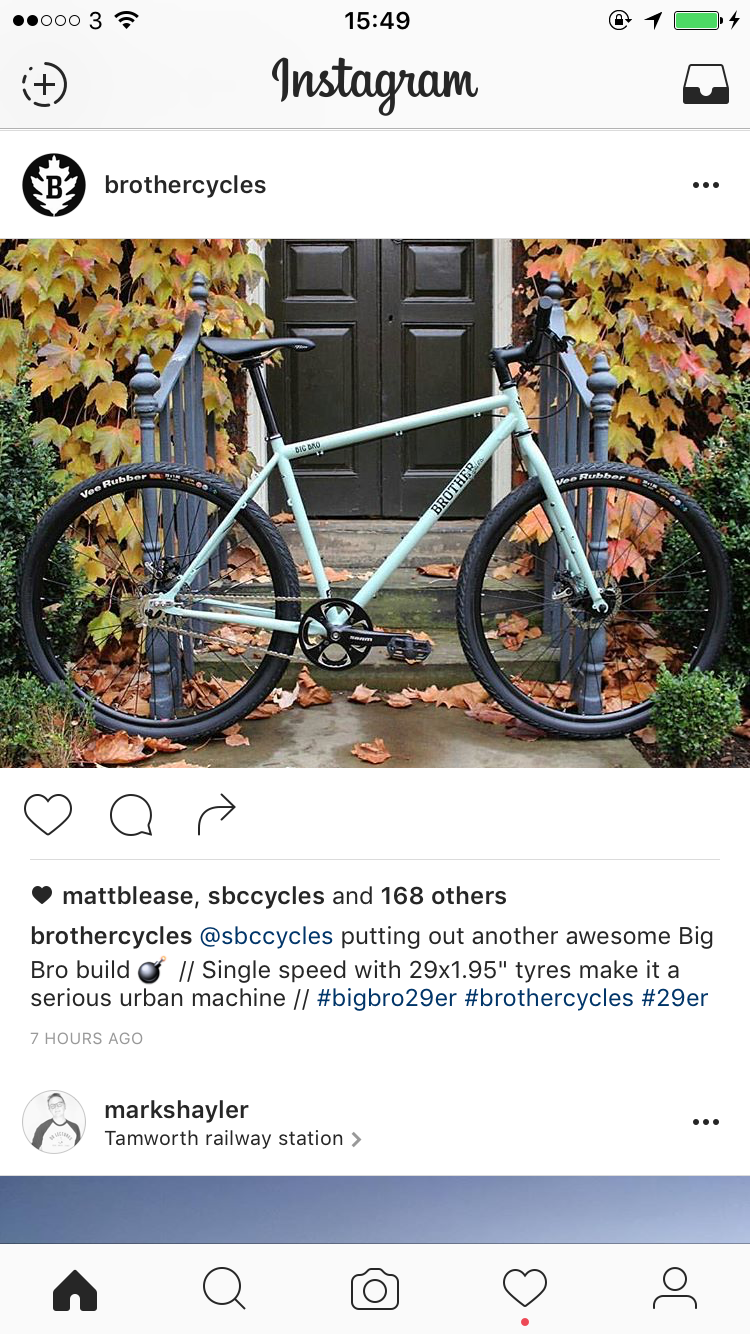 3 15:49
Instagram
B
brothercycles
BIG BRO
BROTHER
Vee Rubber
Vee Rubber
SRAM
mattblease, sbccycles and 168 others
brothercycles @sbccycles putting out another awesome Big
Bro build 💣 // Single speed with 29x1.95" tyres make it a
serious urban machine // #bigbro29er #brothercycles #29er
7 HOURS AGO
markshayler
Tamworth railway station >